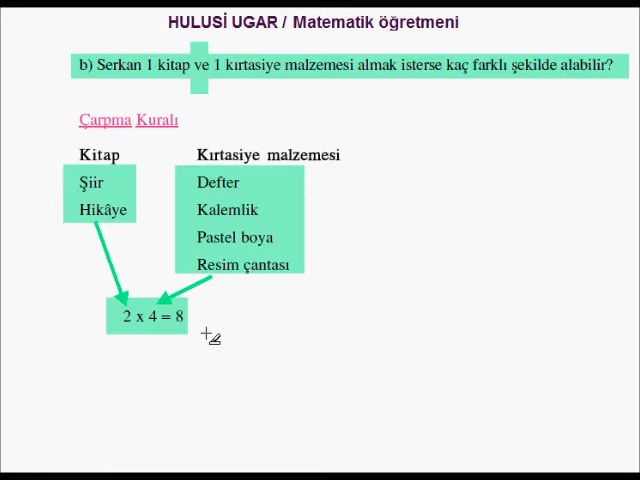 HULUSİ UGAR / Matematik öğretmeni
b) Serkan 1 kitap ve 1 kırtasiye malzemesi almak isterse kaç farklı şekilde alabilir?
Çarpma Kuralı
Kitap Kırtasiye malzemesi
Şiir Defter
Hikâye Kalemlik
Pastel boya
Resim çantası
2 x 4 = 8